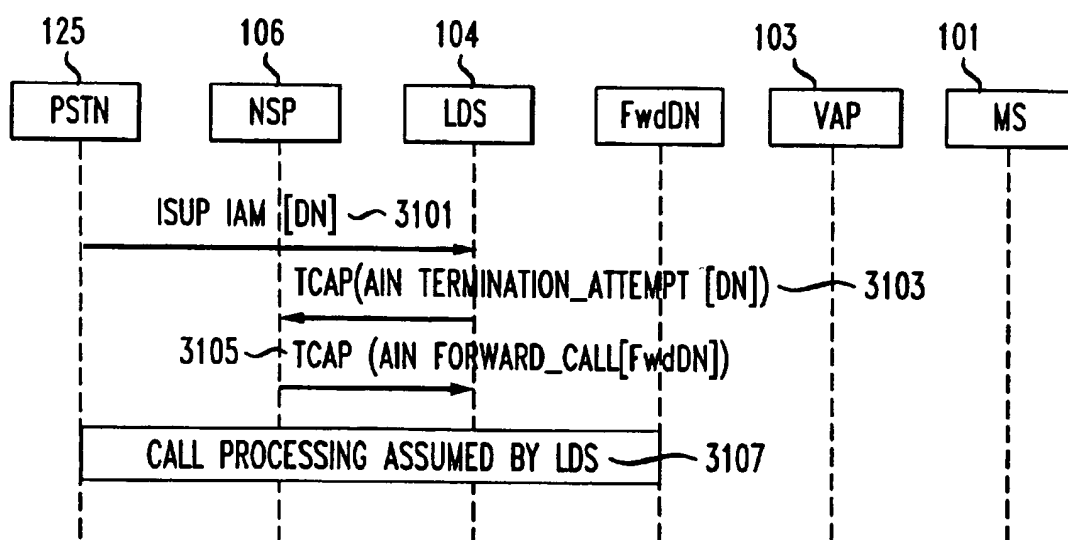 125 106 104 103 101
PSTN NSP LDS FwdDN VAP MS
ISUP IAM [DN] 3101
TCAP(AIN TERMINATION_ATTEMPT [DN]) 3103
3105 TCAP (AIN FORWARD_CALL[FwdDN])
CALL PROCESSING ASSUMED BY LDS 3107